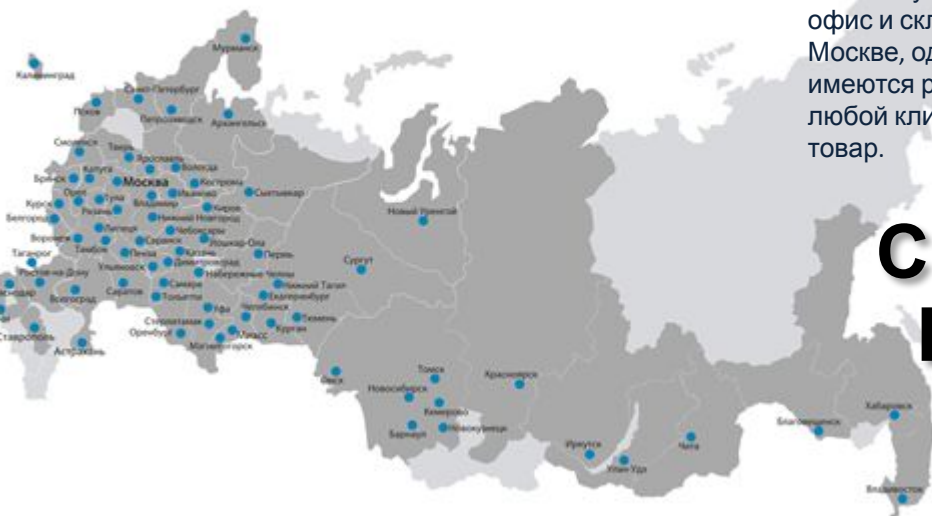 офис и скл
Москве, од
имеются р
любой кли
товар.
С
Мурманск
Калининград
Санкт-Петербург
Псков
Петрозаводск
Архангельск
Смоленск
Тверь
Ярославль
Вологда
Калуга
Брянск
Москва
Кострома
Сыктывкар
Орел
Тула
Владимир
Иваново
Киров
Курск
Рязань
Нижний Новгород
Белгород
Липецк
Чебоксары
Новый Уренгой
Воронеж
Саранск
Йошкар-Ола
Таганрог
Тамбов
Пенза
Казань
Пермь
Сургут
Ростов-на-Дону
Ульяновск
Димитровград
Набережные Челны
Нижний Тагил
снодар
Саратов
Самара
Екатеринбург
Волгоград
Тольятти
Уфа
Челябинск
Тюмень
Ставрополь
Стерлитамак
Курган
Оренбург
Миасс
Астрахань
Магнитогорск
Омск
Томск
Красноярск
Новосибирск
Кемерово
Хабаровск
Барнаул
Новокузнецк
Благовещенск
Иркутск
Чита
Улан-Удэ
Владивосток